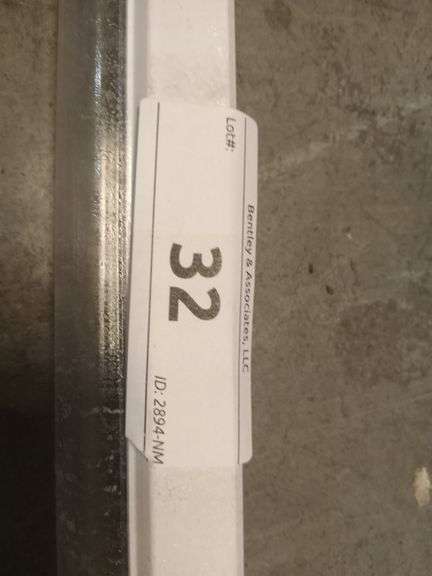 Bentley & Associates, LLC
Lot#:
32
ID: 2894-NM